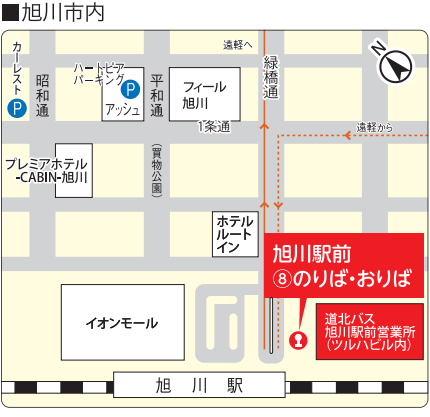 ■旭川市内
遠軽へ
N
カーレスト
P
昭和通
ハートピア
パーキング
P
アッシュ
平和通
(買物公園)
フィール
旭川
緑橋通
1条通
遠軽から
プレミアホテル
-CABIN-旭川
ホテル
ルート
イン
旭川駅前
⑧のりば・おりば
イオンモール
道北バス
旭川駅前営業所
(ツルハビル内)
旭川駅